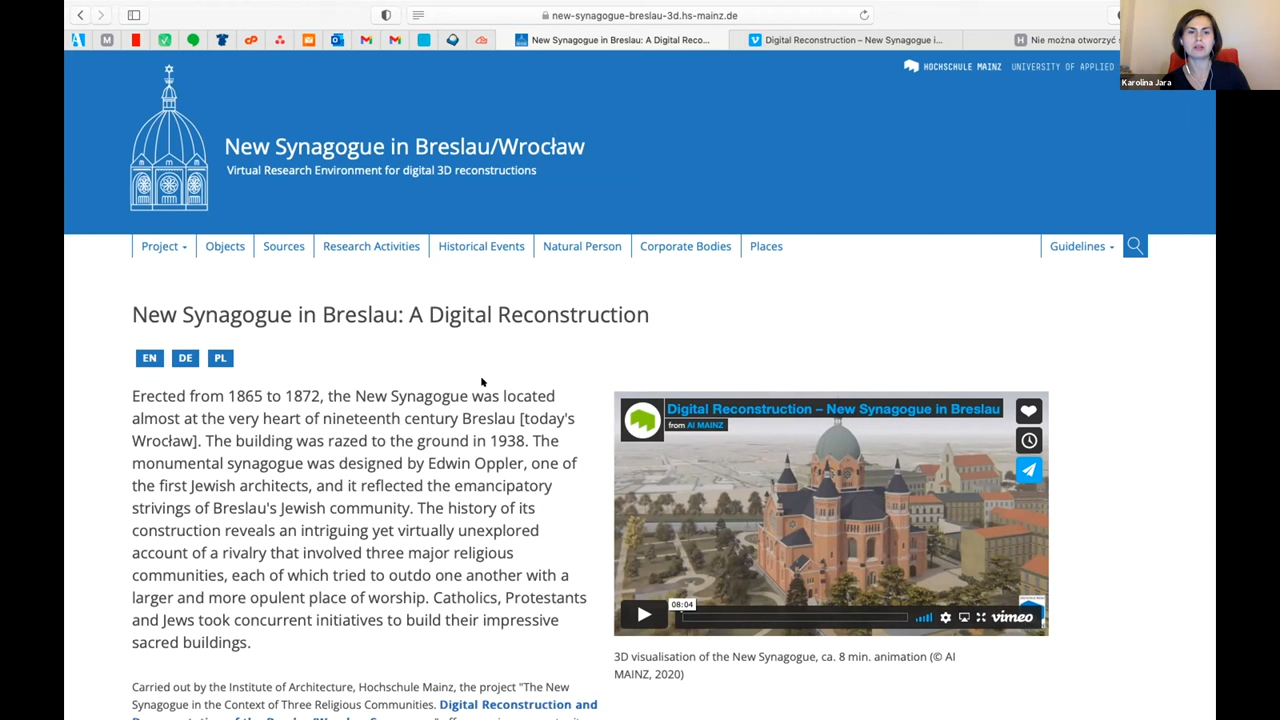 new-synagogue-breslau-3d.hs-mainz.de
New Synagogue in Breslau: A Digital Reco...
Digital Reconstruction – New Synagogue i...
Nie można otworzyć
Karolina Jara
HOCHSCHULE MAINZ UNIVERSITY OF APPLIED
New Synagogue in Breslau/Wrocław
Virtual Research Environment for digital 3D reconstructions
Project
Objects
Sources
Research Activities
Historical Events
Natural Person
Corporate Bodies
Places
Guidelines
New Synagogue in Breslau: A Digital Reconstruction
EN
DE
PL
Erected from 1865 to 1872, the New Synagogue was located
almost at the very heart of nineteenth century Breslau [today's
Wrocław]. The building was razed to the ground in 1938. The
monumental synagogue was designed by Edwin Oppler, one of
the first Jewish architects, and it reflected the emancipatory
strivings of Breslau's Jewish community. The history of its
construction reveals an intriguing yet virtually unexplored
account of a rivalry that involved three major religious
communities, each of which tried to outdo one another with a
larger and more opulent place of worship. Catholics, Protestants
and Jews took concurrent initiatives to build their impressive
sacred buildings.
Digital Reconstruction – New Synagogue in Breslau
from AI MAINZ
08:04
vimeo
3D visualisation of the New Synagogue, ca. 8 min. animation (© AI
MAINZ, 2020)
Carried out by the Institute of Architecture, Hochschule Mainz, the project "The New
Synagogue in the Context of Three Religious Communities. Digital Reconstruction and